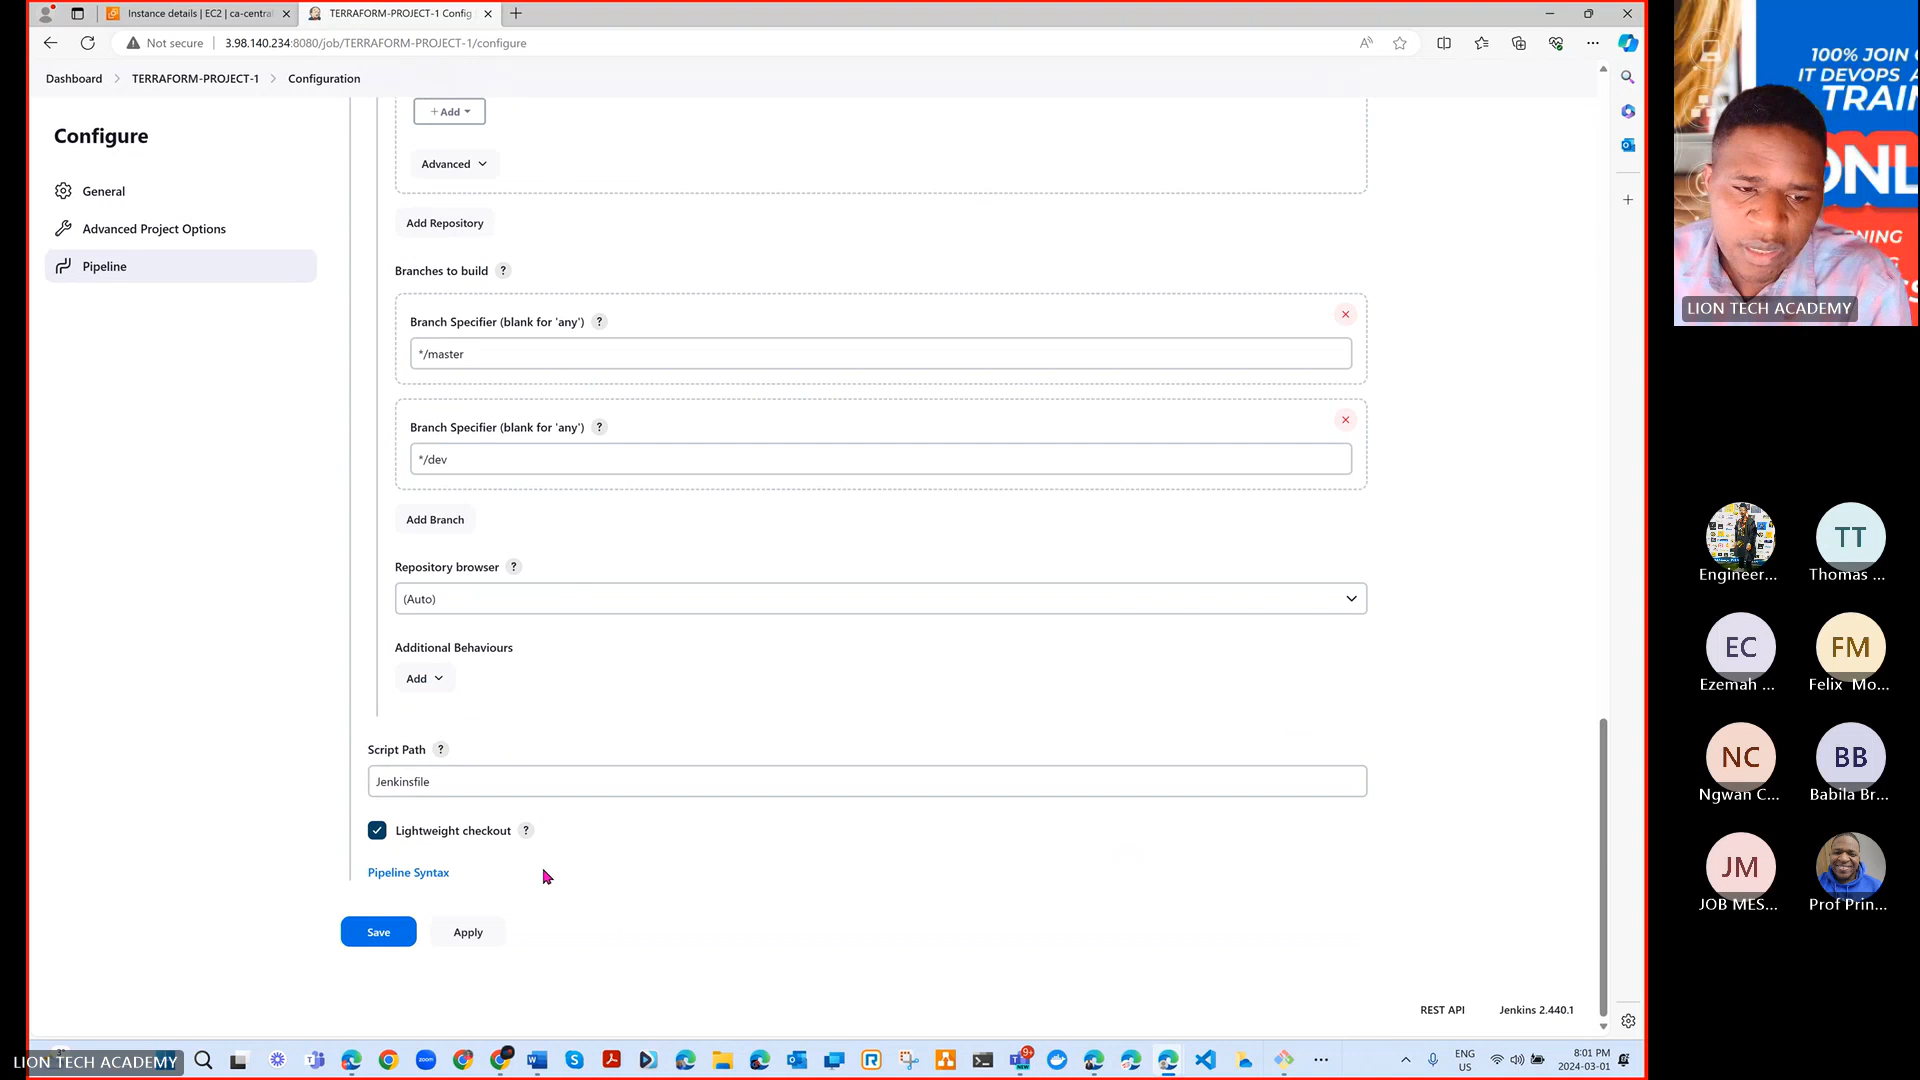 Instance details | EC2 | ca-central
TERRAFORM-PROJECT-1 Config
Not secure
3.98.140.234:8080/job/TERRAFORM-PROJECT-1/configure
Dashboard > TERRAFORM-PROJECT-1 > Configuration
Configure
General
Advanced Project Options
Pipeline
+ Add
Advanced
Add Repository
Branches to build ?
Branch Specifier (blank for 'any') ?
*/master
Branch Specifier (blank for 'any') ?
*/dev
Add Branch
Repository browser ?
(Auto)
Additional Behaviours
Add
Script Path ?
Jenkinsfile
Lightweight checkout ?
Pipeline Syntax
Save
Apply
REST API
Jenkins 2.440.1
100% JOIN
IT DEVOPS A
TRAI
ONL
NING
LION TECH ACADEMY
TT
Engineer...
Thomas ...
EC
FM
Ezemah ...
Felix Mo...
NC
BB
Ngwan C...
Babila Br...
JM
JOB MES...
Prof Prin...
LION TECH ACADEMY
zoom
9+
NEW
ENG
US
8:01 PM
2024-03-01